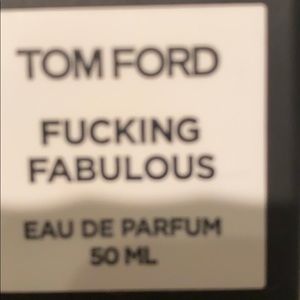 TOM FORD
FUCKING
FABULOUS
EAU DE PARFUM
50 ML